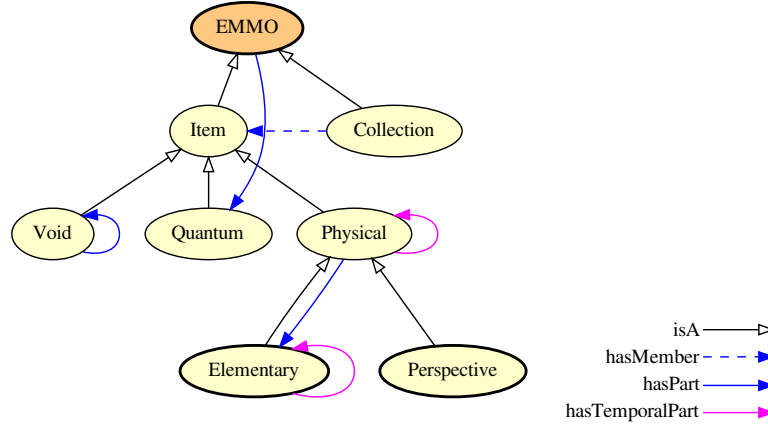 EMMO
Item
Collection
Void
Quantum
Physical
Elementary
Perspective
isA
hasMember
hasPart
hasTemporalPart